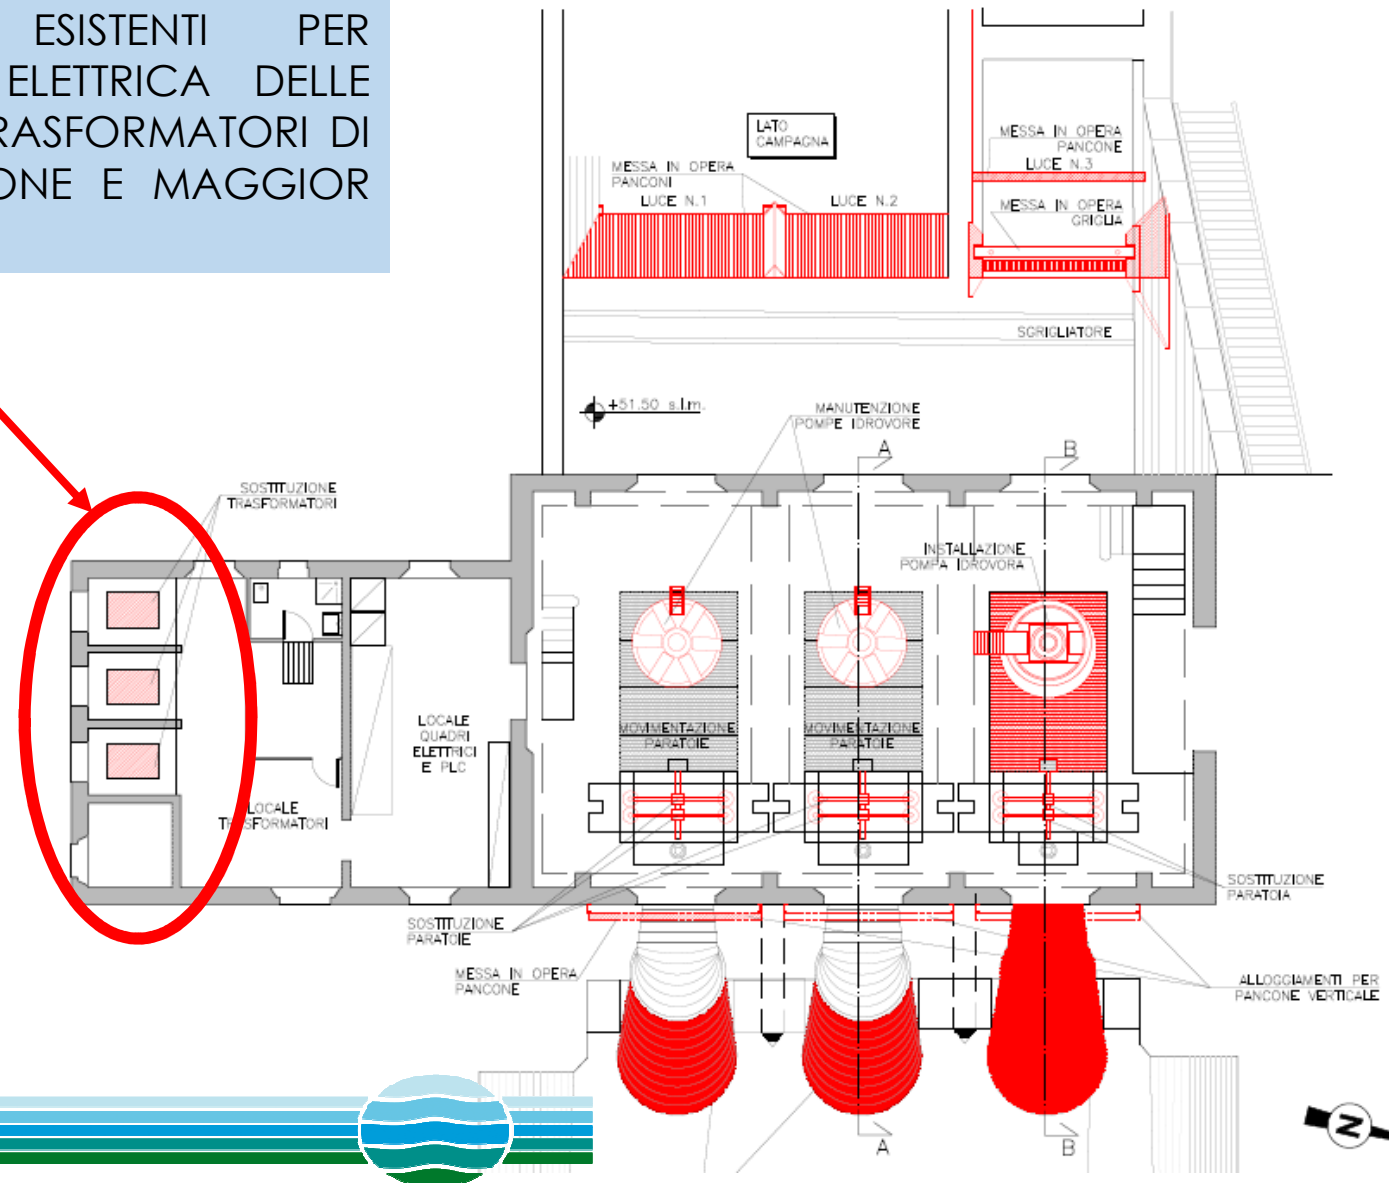 ESISTENTI PER
ELETTRICA DELLE
RASFORMATORI DI
ONE E MAGGIOR
LATO
CAMPAGNA
MESSA IN OPERA
PANCONI
LUCE N.1
LUCE N.2
MESSA IN OPERA
PANCONE
LUCE N.3
MESSA IN OPERA
GRIGLIA
SGRIGLIATORE
+51.50 s.l.m.
MANUTENZIONE
POMPE IDROVORE
A
B
SOSTITUZIONE
TRASFORMATORI
INSTALLAZIONE
POMPA IDROVORA
LOCALE
QUADRI
ELETTRICI
E PLC
MOVIMENTAZIONE
PARATOIE
MOVIMENTAZIONE
PARATOIE
LOCALE
TRASFORMATORI
SOSTITUZIONE
PARATOIA
SOSTITUZIONE
PARATOIE
MESSA IN OPERA
PANCONE
ALLOGGIAMENTI PER
PANCONE VERTICALE
A
B
N